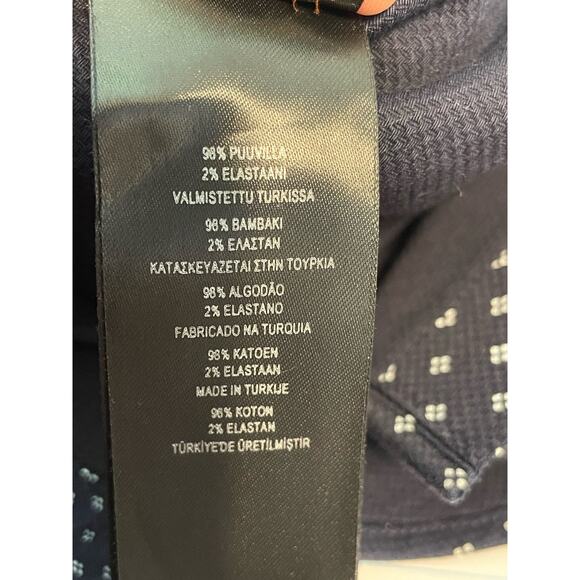 98% PUUVILLA
2% ELASTAANI
VALMISTETTU TURKISSA
98% ΒΑΜΒΑΚΙ
2% ΕΛΑΣΤΑΝ
ΚΑΤΑΣΚΕΥΑΖΕΤΑΙ ΣΤΗΝ ΤΟΥΡΚΙΑ
98% ALGODÃO
2% ELASTANO
FABRICADO NA TURQUIA
98% KATOEN
2% ELASTAAN
MADE IN TURKIJE
98% KOTON
2% ELASTAN
TÜRKİYE'DE ÜRETİLMİŞTİR